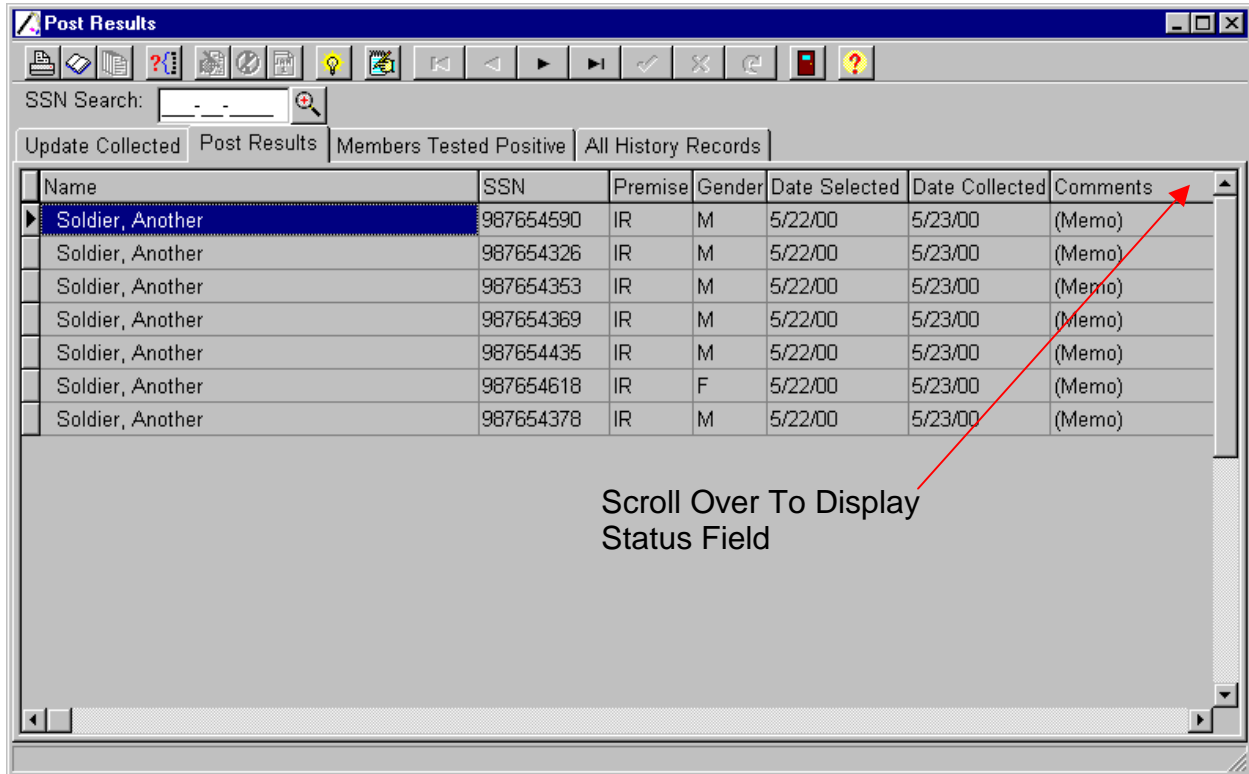 Post Results
SSN Search: ___-__-____
Update Collected Post Results Members Tested Positive All History Records
Name SSN Premise Gender Date Selected Date Collected Comments
Soldier, Another 987654590 IR M 5/22/00 5/23/00 (Memo)
Soldier, Another 987654326 IR M 5/22/00 5/23/00 (Memo)
Soldier, Another 987654353 IR M 5/22/00 5/23/00 (Memo)
Soldier, Another 987654369 IR M 5/22/00 5/23/00 (Memo)
Soldier, Another 987654435 IR M 5/22/00 5/23/00 (Memo)
Soldier, Another 987654618 IR F 5/22/00 5/23/00 (Memo)
Soldier, Another 987654378 IR M 5/22/00 5/23/00 (Memo)
Scroll Over To Display
Status Field